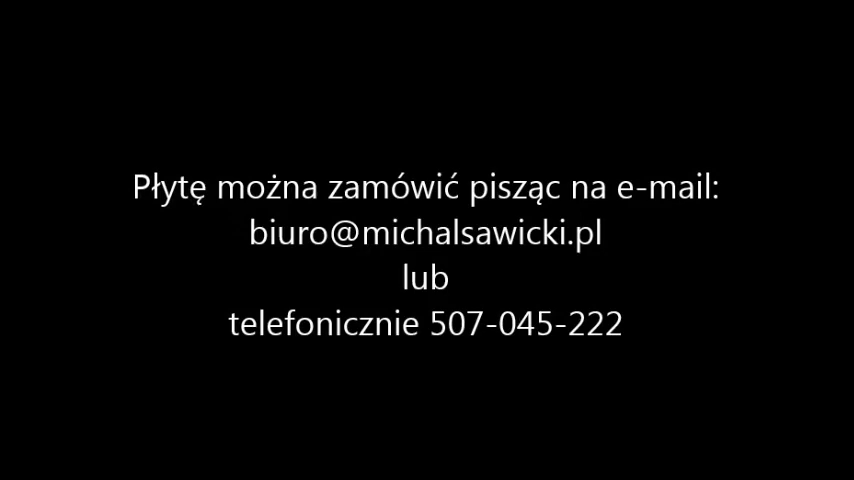 Płytę można zamówić pisząc na e-mail:
biuro@michalsawicki.pl
lub
telefonicznie 507-045-222